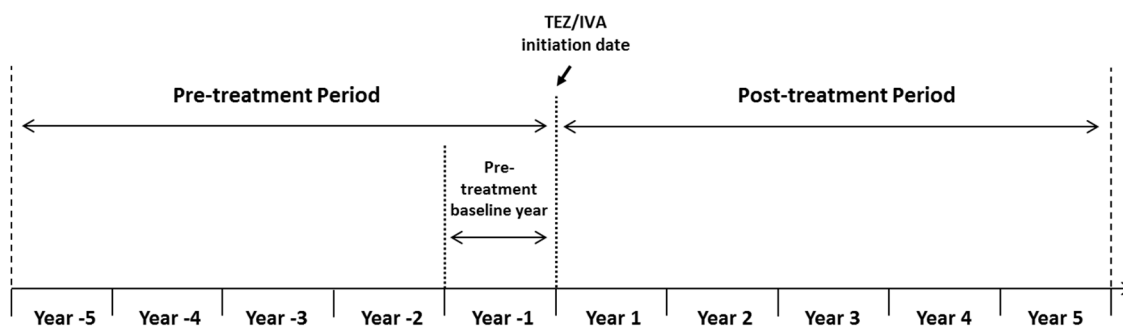 TEZ/IVA
initiation date
Pre-treatment Period
Post-treatment Period
Pre-
treatment
baseline year
Year -5
Year -4
Year -3
Year -2
Year -1
Year 1
Year 2
Year 3
Year 4
Year 5